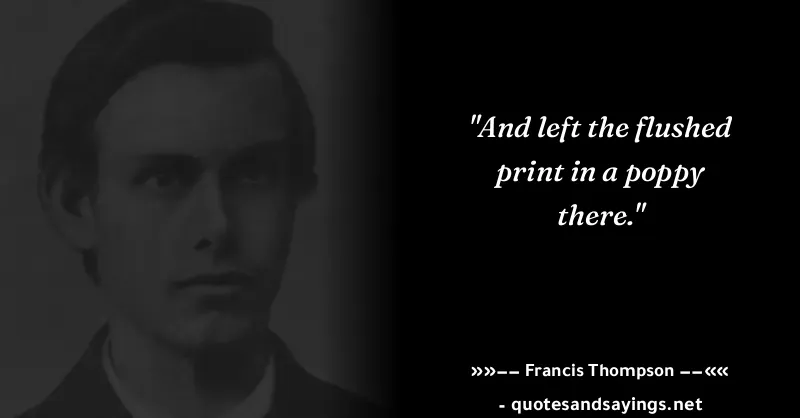 "And left the flushed
print in a poppy
there."
»»−− Francis Thompson −−««
- quotesandsayings.net